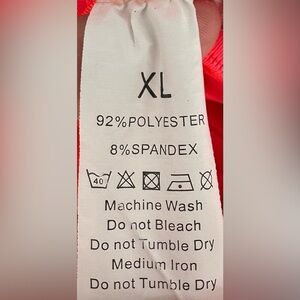 XL
92%POLYESTER
8%SPANDEX
40
Machine Wash
Do not Bleach
Do not Tumble Dry
Medium Iron
Do not Tumble Dry